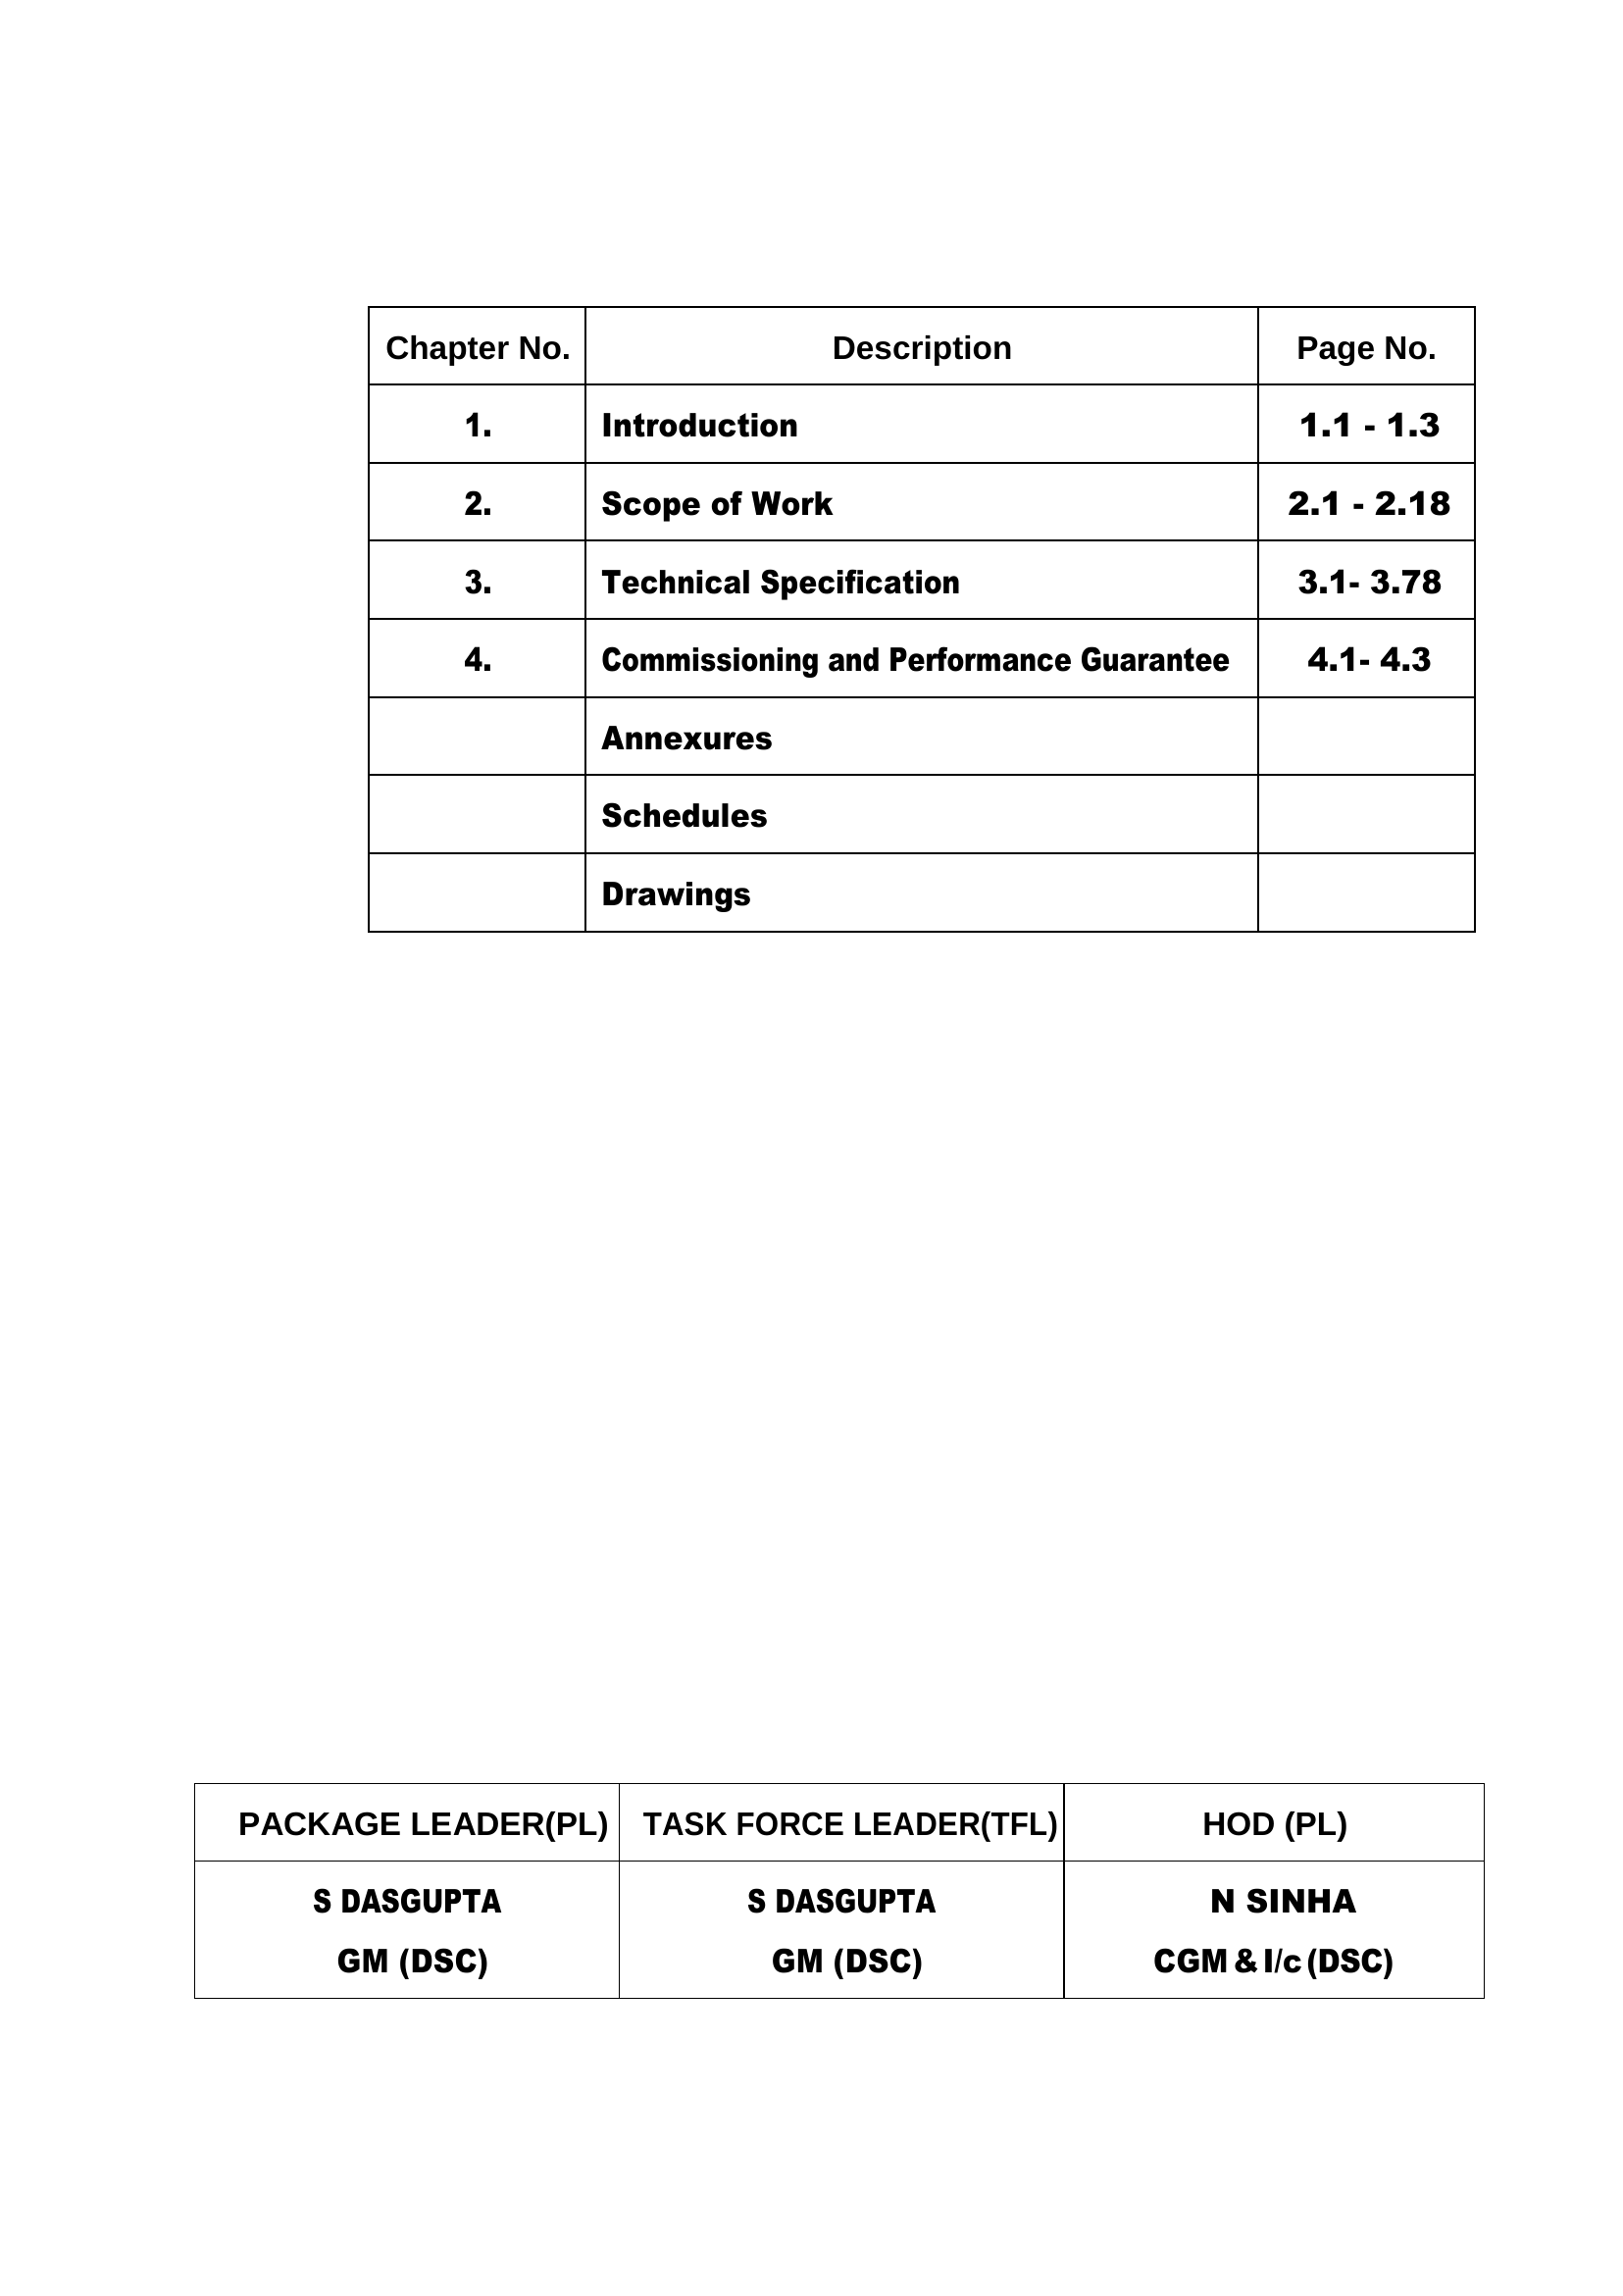 Chapter No. Description Page No.
1. Introduction 1.1 - 1.3
2. Scope of Work 2.1 - 2.18
3. Technical Specification 3.1- 3.78
4. Commissioning and Performance Guarantee 4.1- 4.3
Annexures
Schedules
Drawings
PACKAGE LEADER(PL) TASK FORCE LEADER(TFL) HOD (PL)
S DASGUPTA S DASGUPTA N SINHA
GM (DSC) GM (DSC) CGM & I/c (DSC)